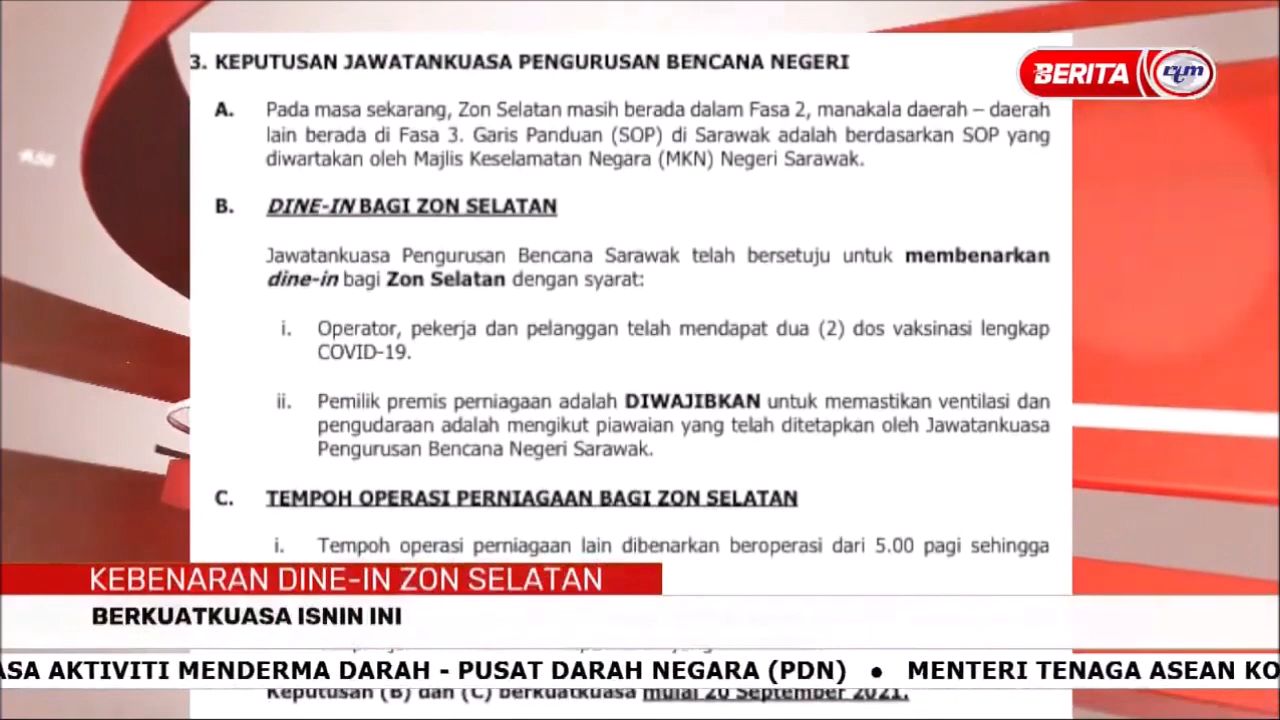 3. KEPUTUSAN JAWATANKUASA PENGURUSAN BENCANA NEGERI
BERITA rtm
A. Pada masa sekarang, Zon Selatan masih berada dalam Fasa 2, manakala daerah – daerah
lain berada di Fasa 3. Garis Panduan (SOP) di Sarawak adalah berdasarkan SOP yang
diwartakan oleh Majlis Keselamatan Negara (MKN) Negeri Sarawak.
B. DINE-IN BAGI ZON SELATAN
Jawatankuasa Pengurusan Bencana Sarawak telah bersetuju untuk membenarkan
dine-in bagi Zon Selatan dengan syarat:
i. Operator, pekerja dan pelanggan telah mendapat dua (2) dos vaksinasi lengkap
COVID-19.
ii. Pemilik premis perniagaan adalah DIWAJIBKAN untuk memastikan ventilasi dan
pengudaraan adalah mengikut piawaian yang telah ditetapkan oleh Jawatankuasa
Pengurusan Bencana Negeri Sarawak.
C. TEMPOH OPERASI PERNIAGAAN BAGI ZON SELATAN
i. Tempoh operasi perniagaan lain dibenarkan beroperasi dari 5.00 pagi sehingga
KEBENARAN DINE-IN ZON SELATAN
BERKUATKUASA ISNIN INI
ASA AKTIVITI MENDERMA DARAH - PUSAT DARAH NEGARA (PDN) ● MENTERI TENAGA ASEAN KO
Keputusan (B) dan (C) berkuatkuasa mulai 20 September 2021.